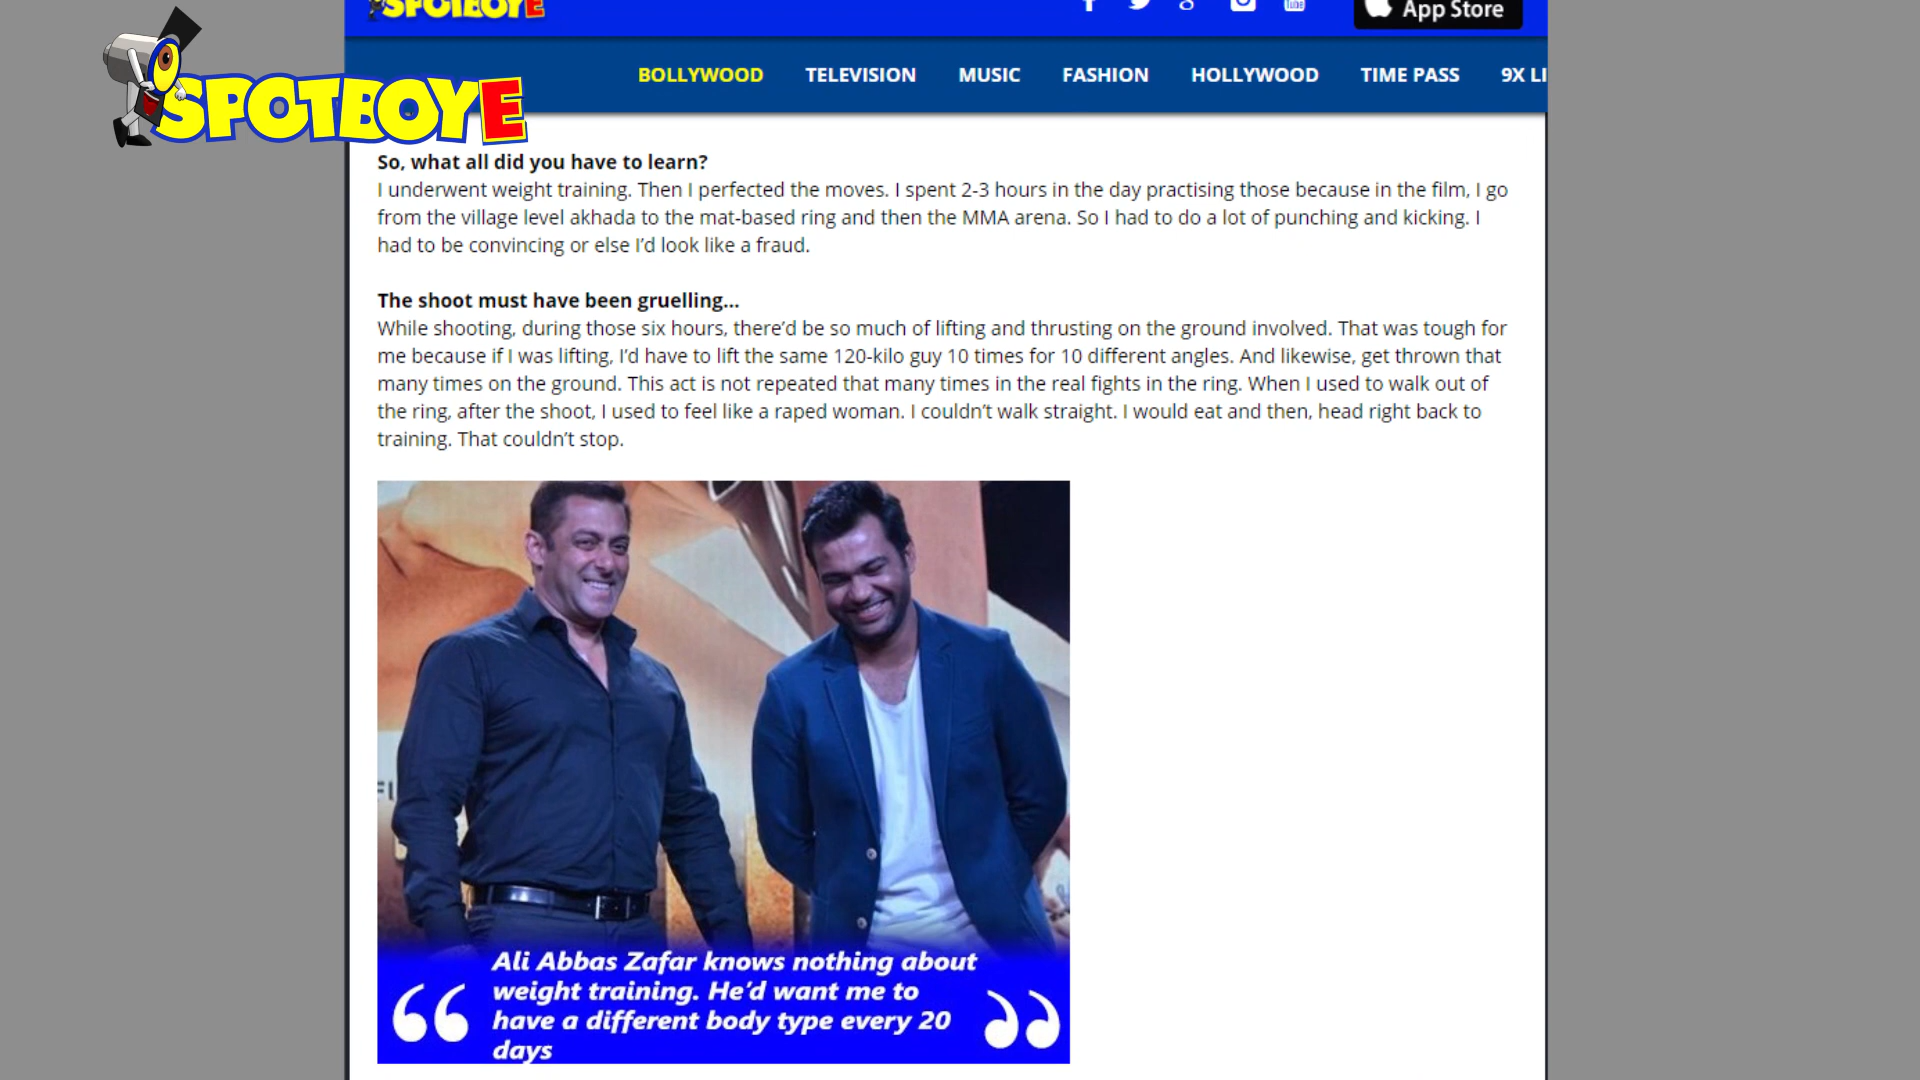 SPOTBOYE
App Store
SPOTBOYE
BOLLYWOOD TELEVISION MUSIC FASHION HOLLYWOOD TIME PASS 9X LI
So, what all did you have to learn?
I underwent weight training. Then I perfected the moves. I spent 2-3 hours in the day practising those because in the film, I go
from the village level akhada to the mat-based ring and then the MMA arena. So I had to do a lot of punching and kicking. I
had to be convincing or else I’d look like a fraud.
The shoot must have been gruelling...
While shooting, during those six hours, there’d be so much of lifting and thrusting on the ground involved. That was tough for
me because if I was lifting, I’d have to lift the same 120-kilo guy 10 times for 10 different angles. And likewise, get thrown that
many times on the ground. This act is not repeated that many times in the real fights in the ring. When I used to walk out of
the ring, after the shoot, I used to feel like a raped woman. I couldn’t walk straight. I would eat and then, head right back to
training. That couldn’t stop.
Ali Abbas Zafar knows nothing about
“ weight training. He’d want me to ”
have a different body type every 20
days